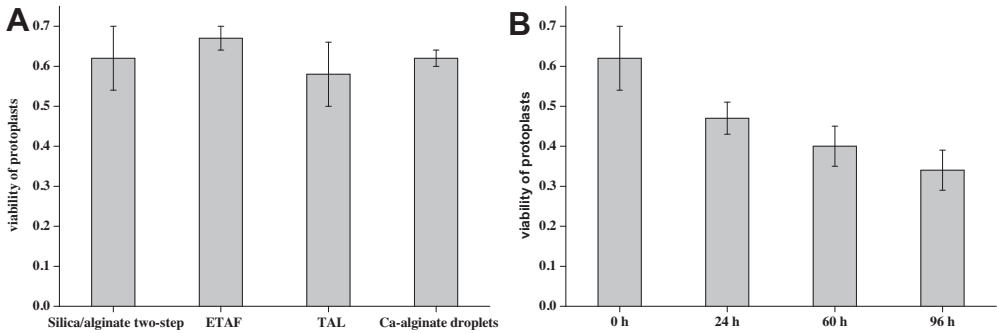 A
viability of protoplasts
0.7
0.6
0.5
0.4
0.3
0.2
0.1
0.0
Silica/alginate two-step
ETAF
TAL
Ca-alginate droplets
B
viability of protoplasts
0.7
0.6
0.5
0.4
0.3
0.2
0.1
0.0
0 h
24 h
60 h
96 h